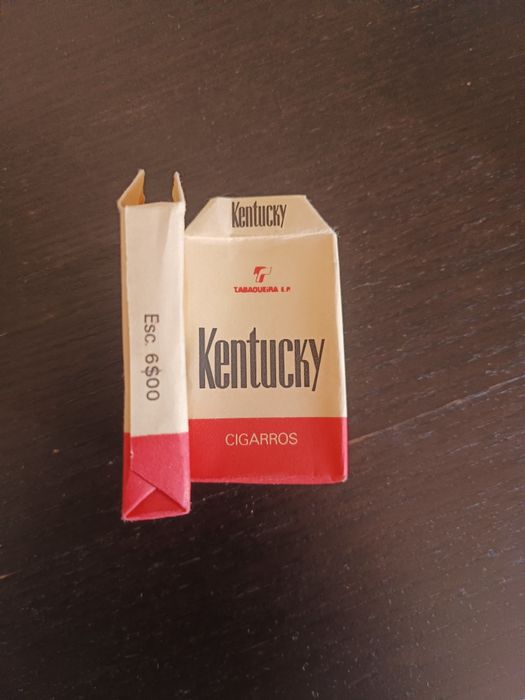 Kentucky
TABAQUEIRA E.P.
Kentucky
CIGARROS
Esc. 6$00